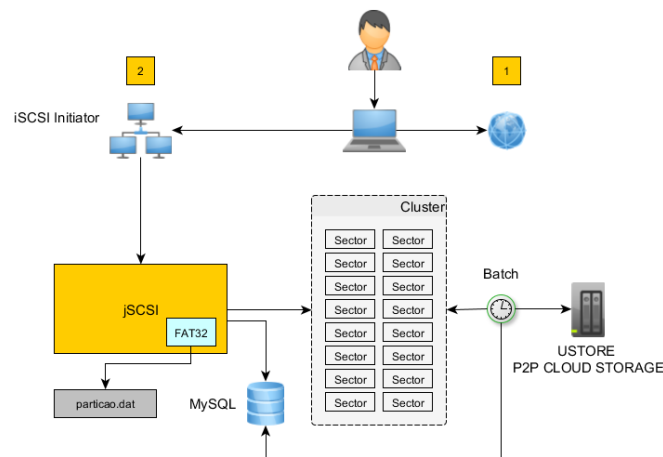 2
1
iSCSI Initiator
Cluster
Sector Sector
Sector Sector
Sector Sector
Sector Sector
Sector Sector
Sector Sector
Sector Sector
Sector Sector
Batch
jSCSI
FAT32
USTORE
P2P CLOUD STORAGE
particao.dat
MySQL